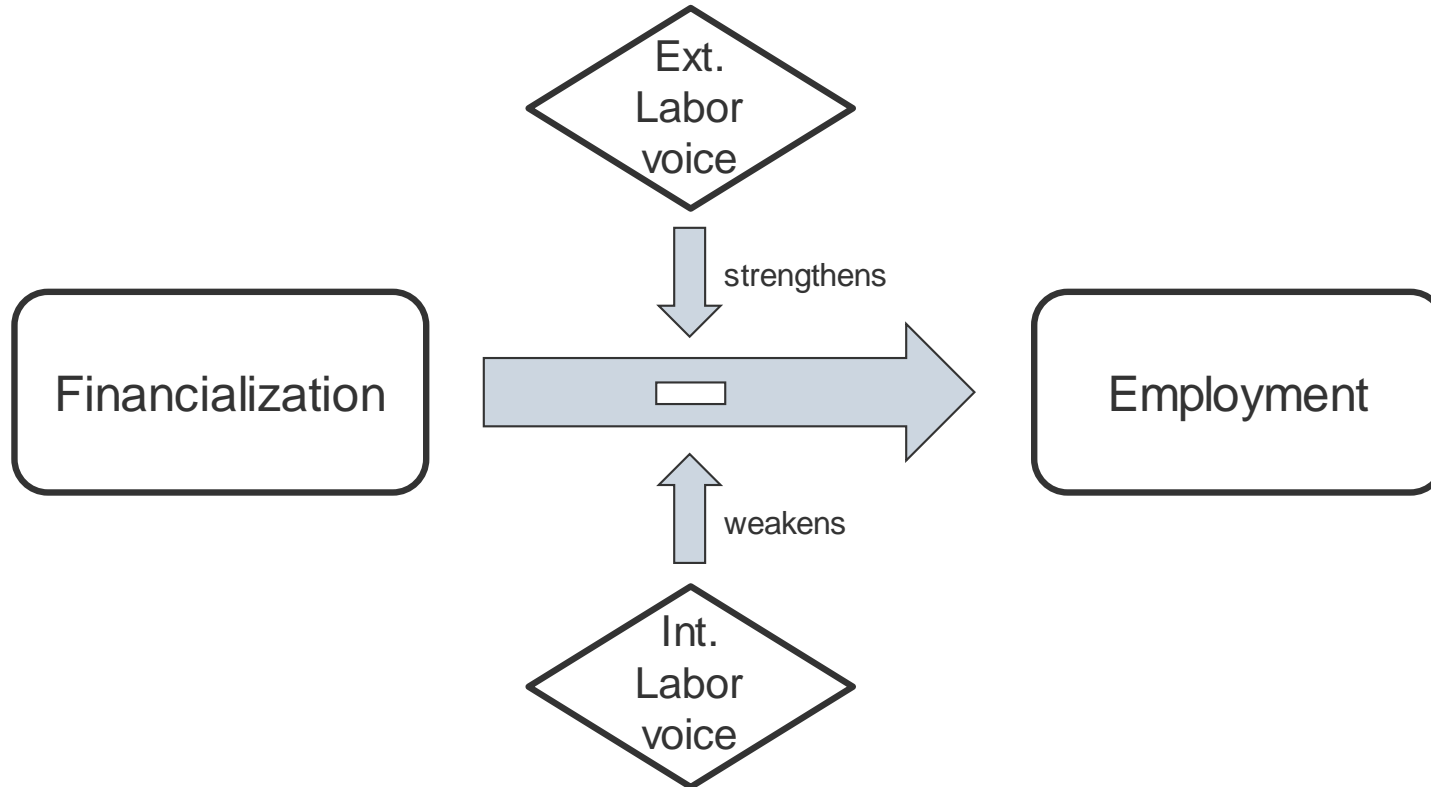 Ext.
Labor
voice
strengthens
Financialization
Employment
weakens
Int.
Labor
voice